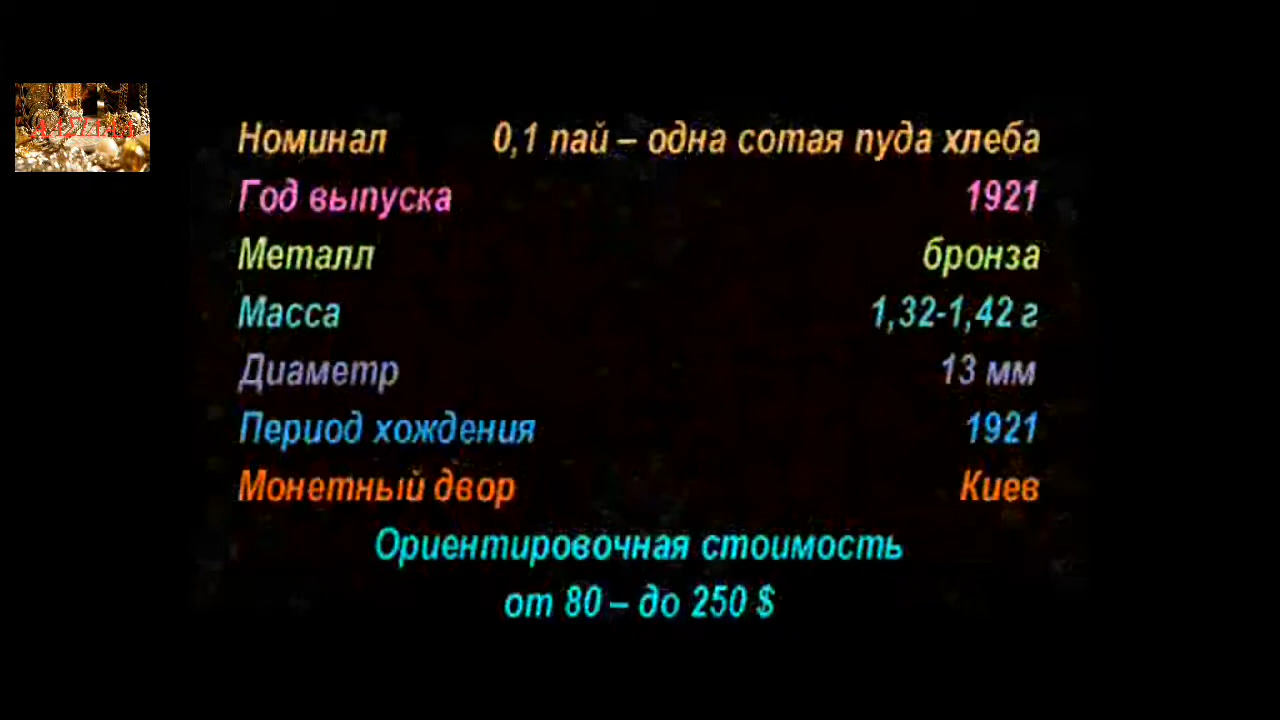 Номинал 0,1 пай – одна сотая пуда хлеба
Год выпуска 1921
Металл бронза
Масса 1,32-1,42 г
Диаметр 13 мм
Период хождения 1921
Монетный двор Киев
Ориентировочная стоимость
от 80 – до 250 $